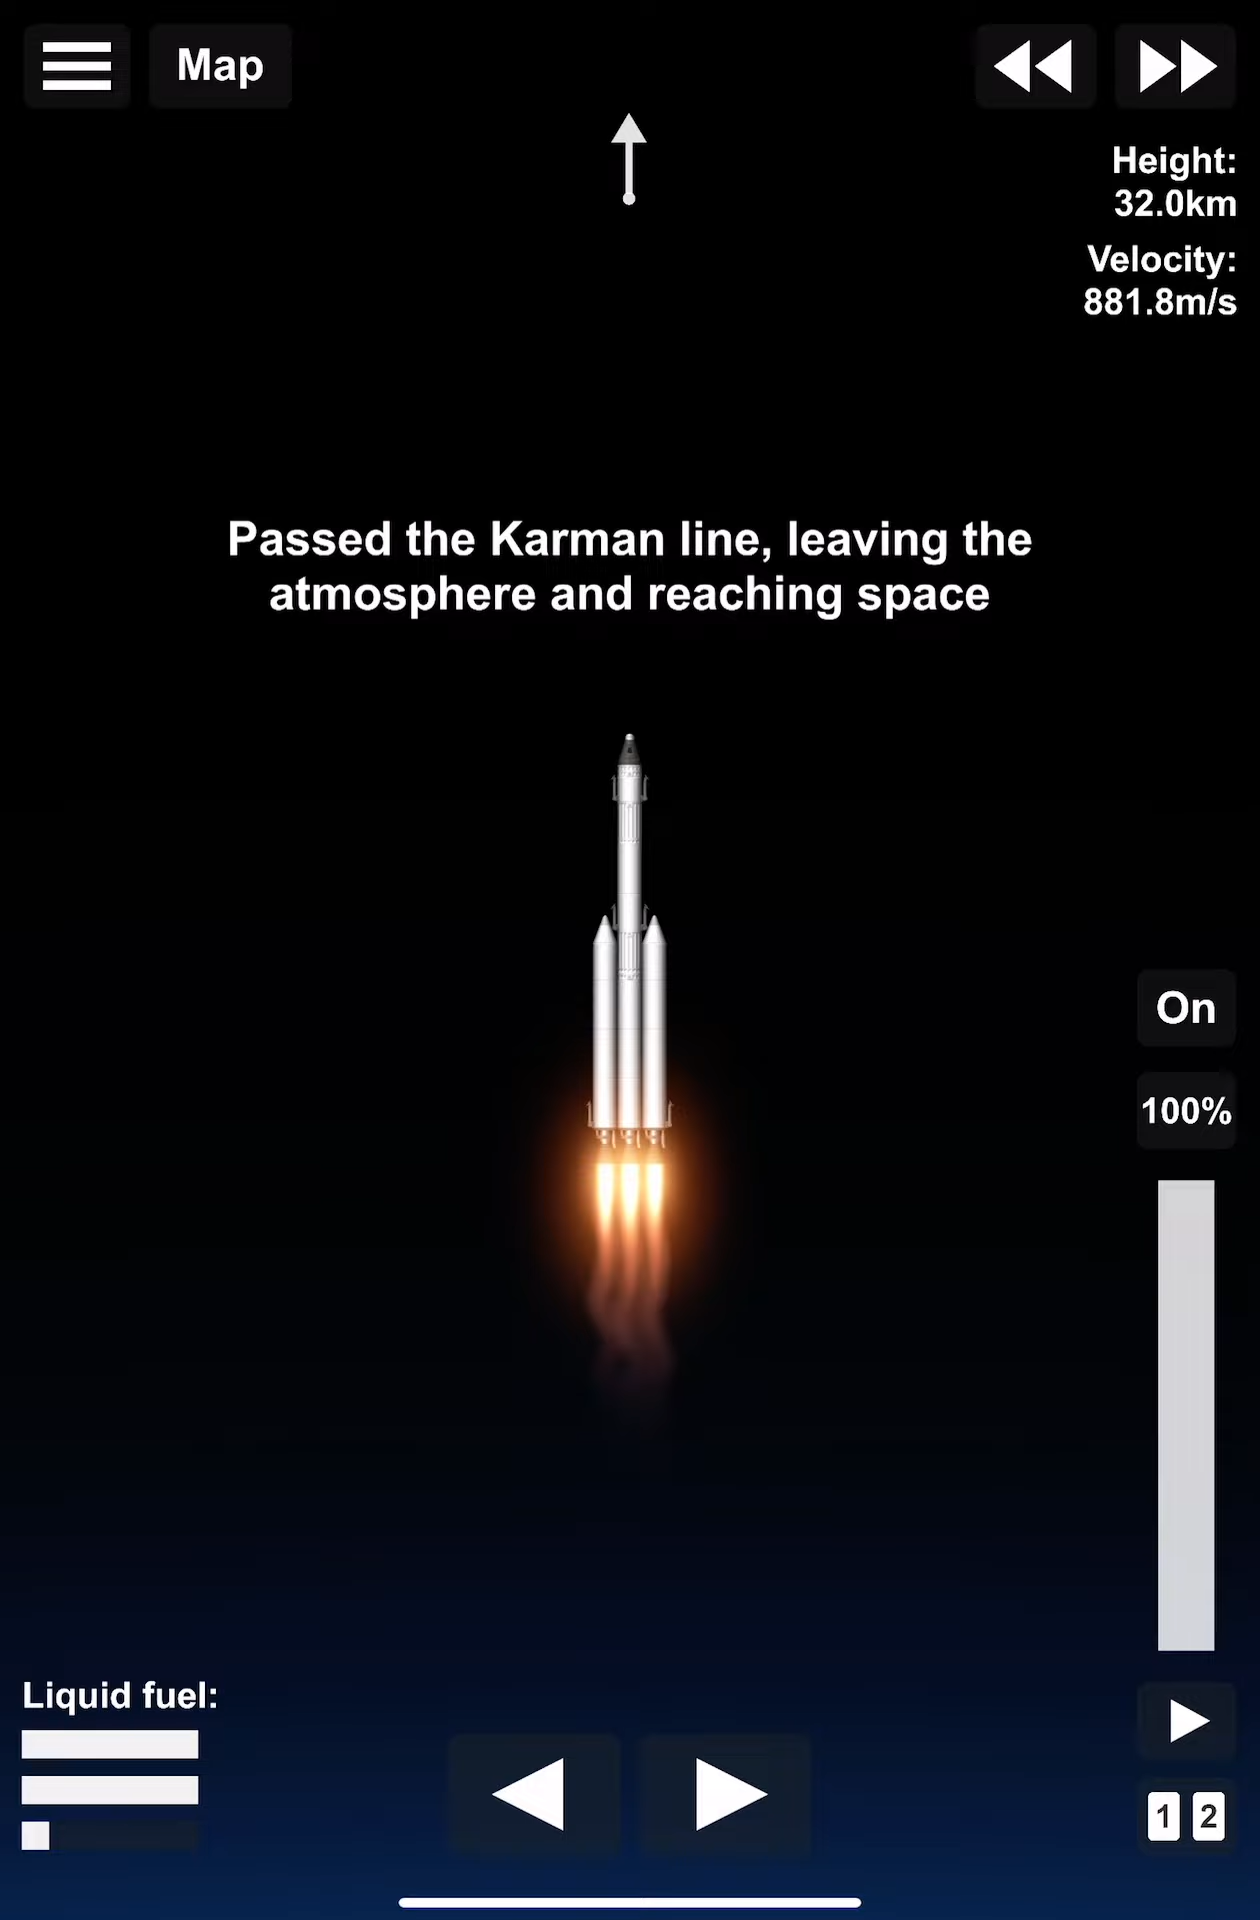 Map
Height:
32.0km
Velocity:
881.8m/s
Passed the Karman line, leaving the
atmosphere and reaching space
On
100%
Liquid fuel:
1 2